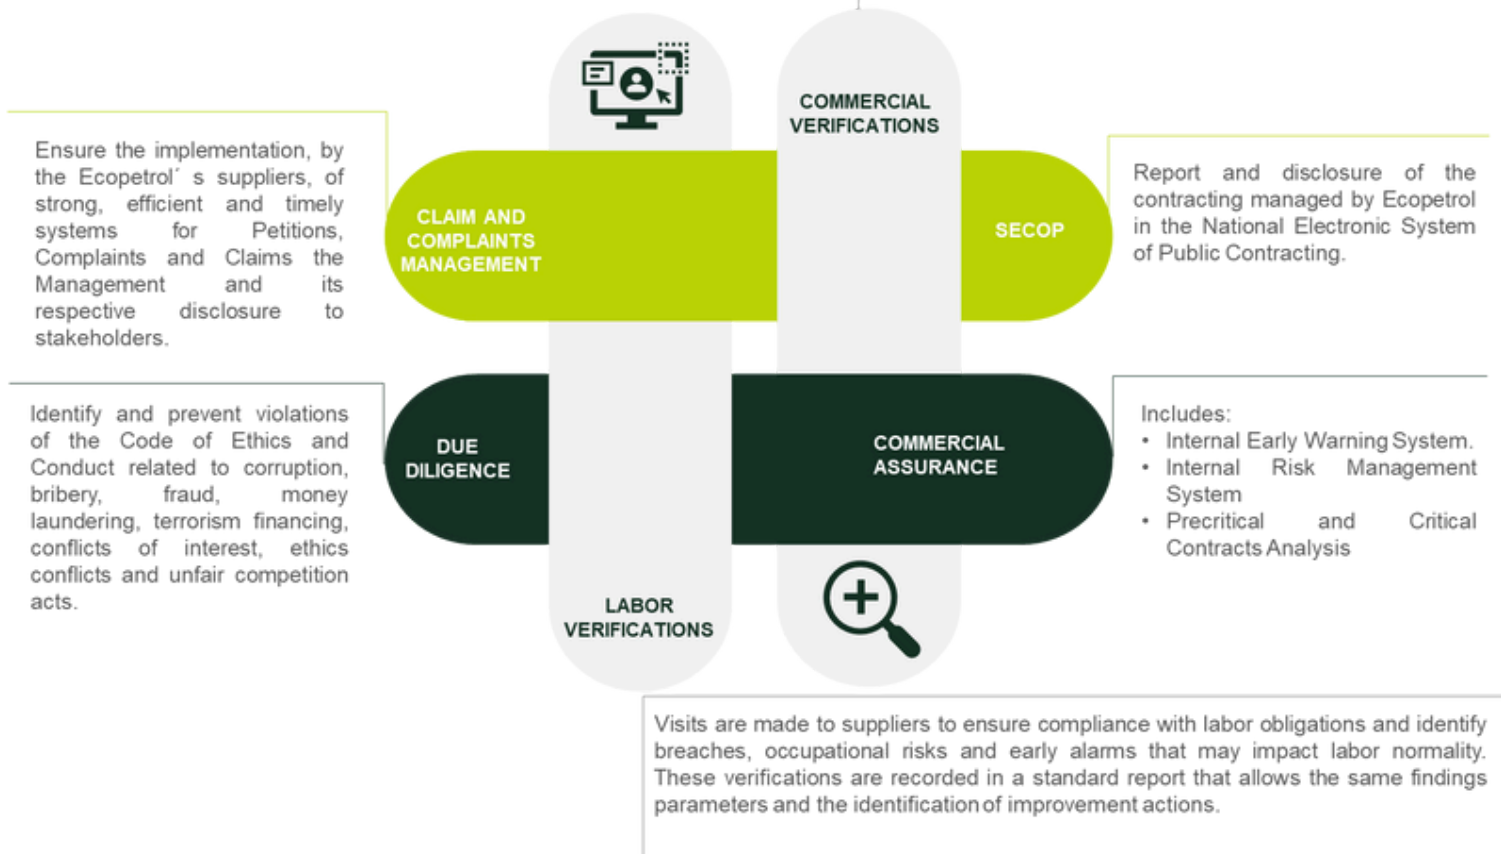 COMMERCIAL
VERIFICATIONS
Ensure the implementation, by
the Ecopetrol´ s suppliers, of
strong, efficient and timely
systems for Petitions,
Complaints and Claims the
Management and its
respective disclosure to
stakeholders.
CLAIM AND
COMPLAINTS
MANAGEMENT
SECOP
Report and disclosure of the
contracting managed by Ecopetrol
in the National Electronic System
of Public Contracting.
Identify and prevent violations
of the Code of Ethics and
Conduct related to corruption,
bribery, fraud, money
laundering, terrorism financing,
conflicts of interest, ethics
conflicts and unfair competition
acts.
DUE
DILIGENCE
COMMERCIAL
ASSURANCE
Includes:
• Internal Early Warning System.
• Internal Risk Management
System
• Precritical and Critical
Contracts Analysis
LABOR
VERIFICATIONS
Visits are made to suppliers to ensure compliance with labor obligations and identify
breaches, occupational risks and early alarms that may impact labor normality.
These verifications are recorded in a standard report that allows the same findings
parameters and the identification of improvement actions.